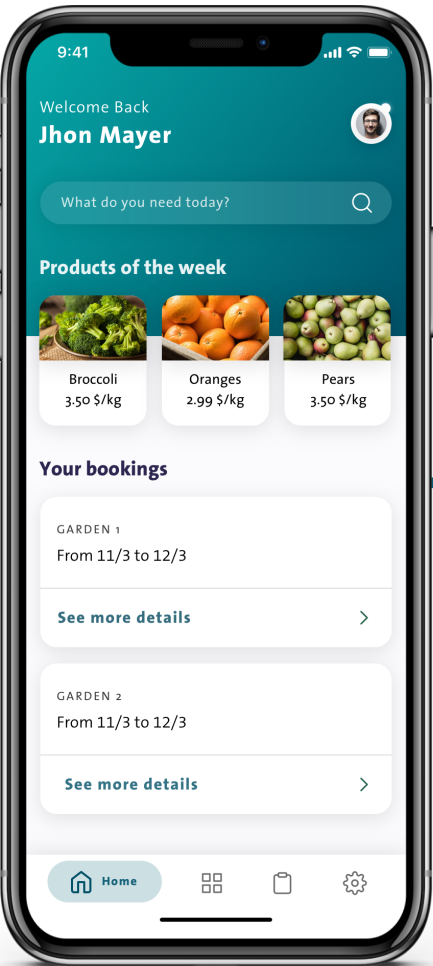 9:41
Welcome Back
Jhon Mayer
What do you need today?
Products of the week
Broccoli
3.50 $/kg
Oranges
2.99 $/kg
Pears
3.50 $/kg
Your bookings
GARDEN 1
From 11/3 to 12/3
See more details
GARDEN 2
From 11/3 to 12/3
See more details
Home